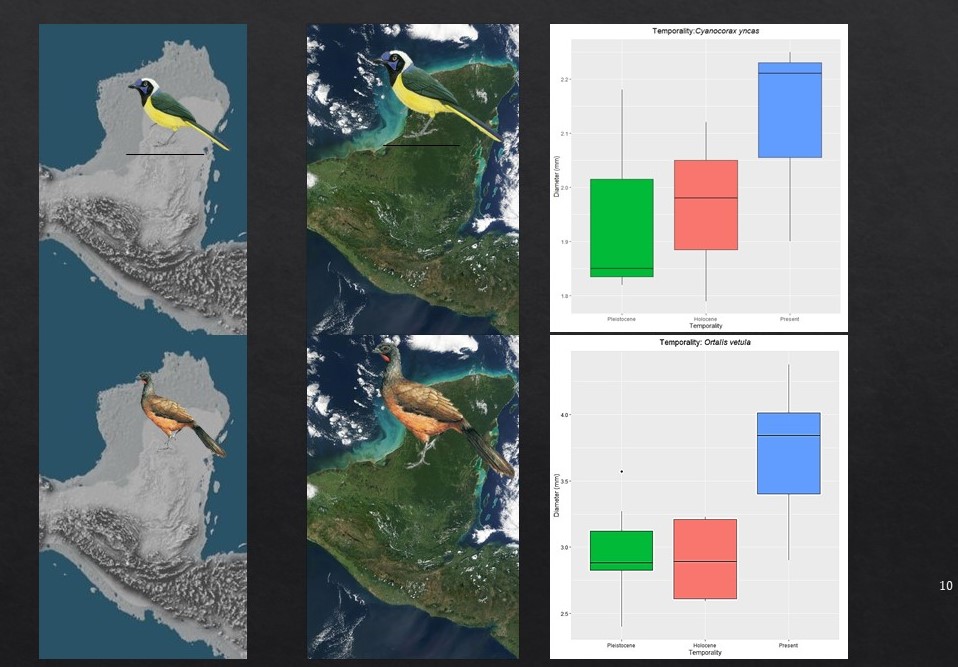 Temporality:Cyanocorax yncas
Diameter (mm)
2.2
2.1
2.0
1.9
1.8
Pleistocene Holocene Present
Temporality
Temporality: Ortalis vetula
Diameter (mm)
4.0
3.5
3.0
2.5
Pleistocene Holocene Present
Temporality
10